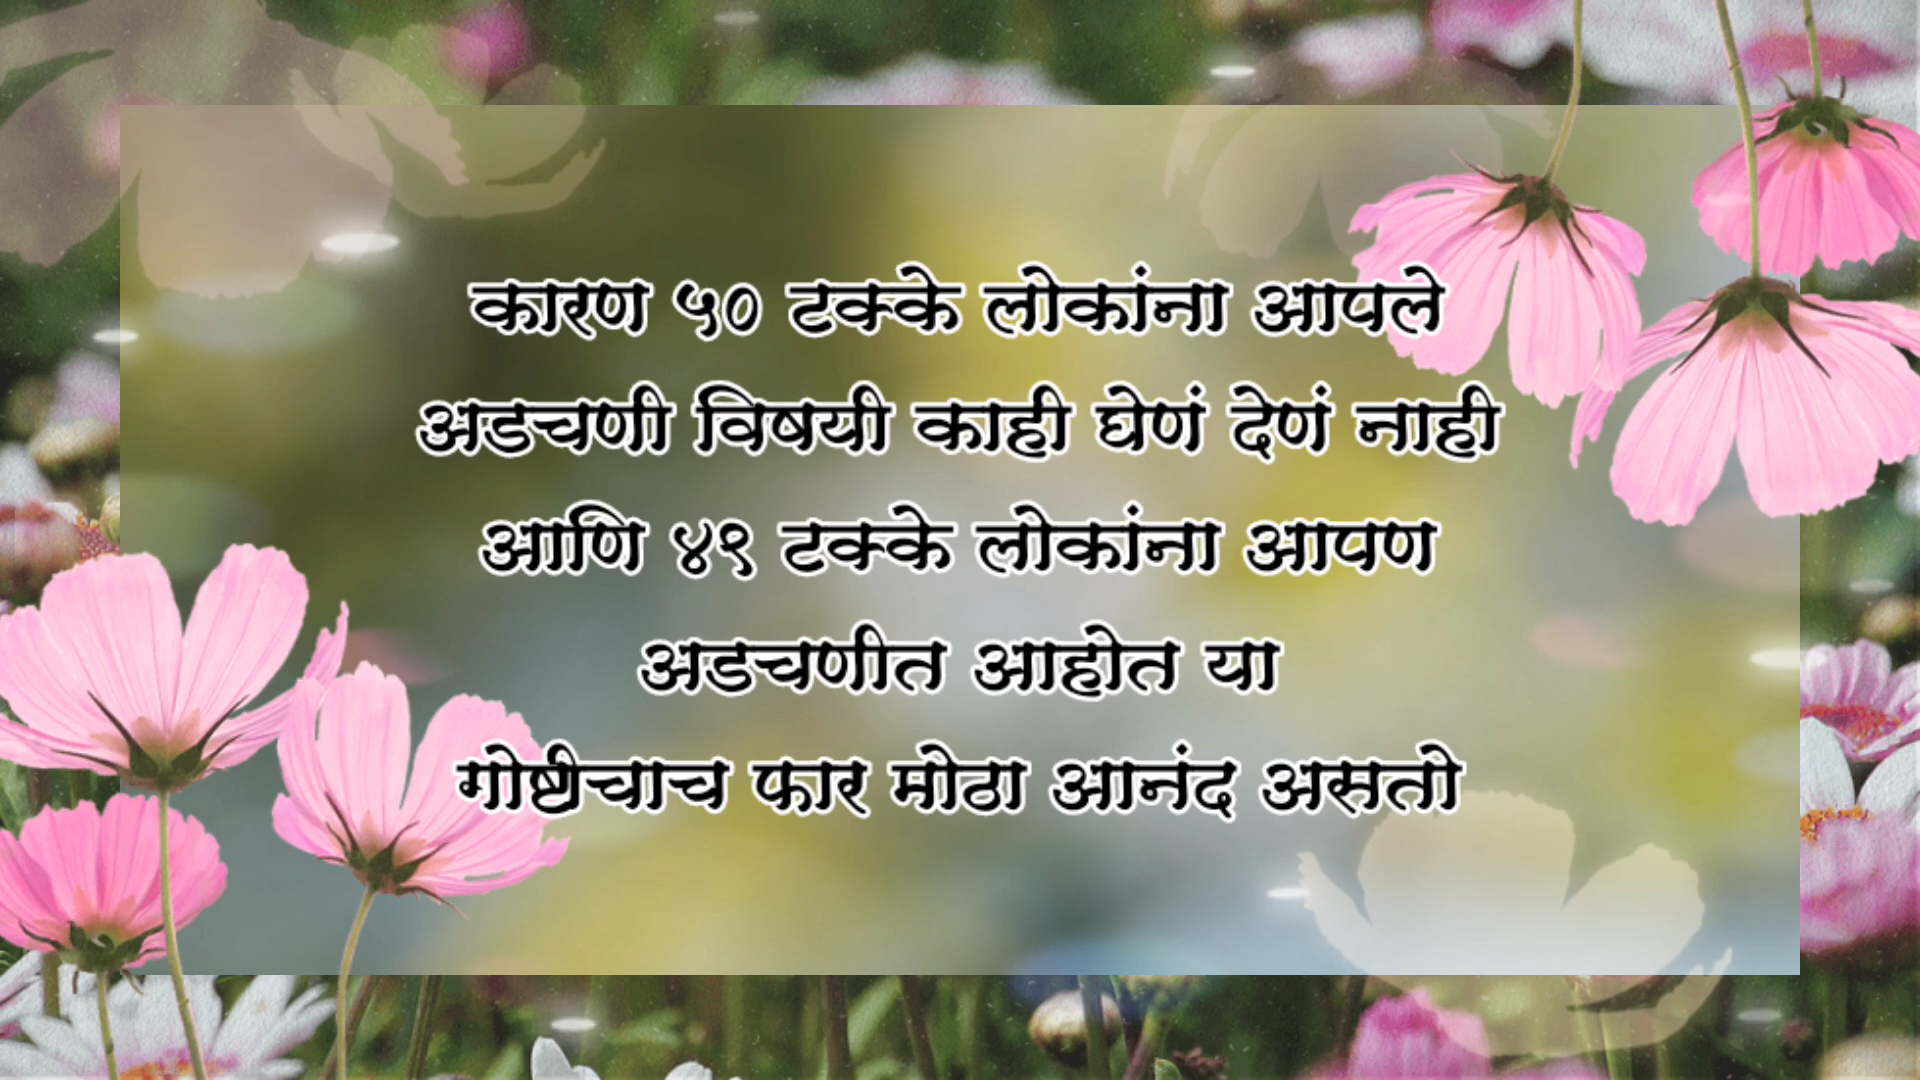 कारण ५० टक्के लोकांना आपले
अडचणी विषयी काही घेणं देणं नाही
आणि ४९ टक्के लोकांना आपण
अडचणीत आहोत या
गोष्टीचाच फार मोठा आनंद असतो